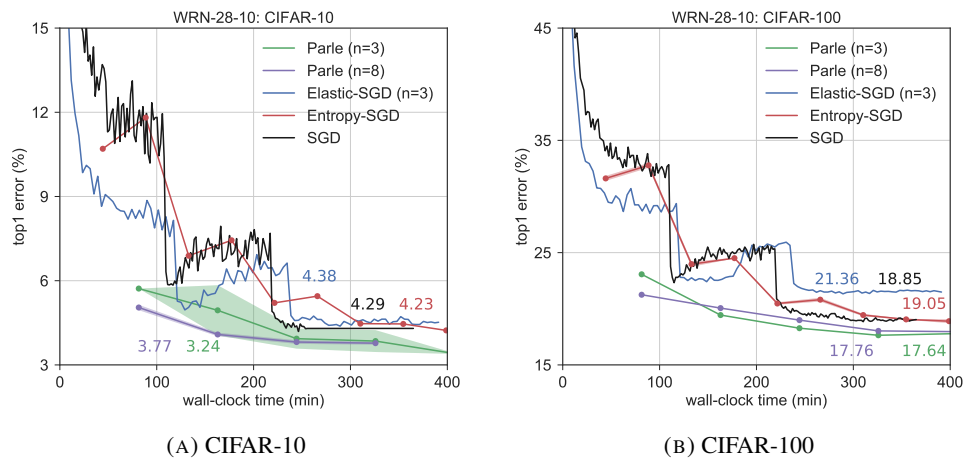 WRN-28-10: CIFAR-10
15
12
9
6
3
top1 error (%)
Parle (n=3)
Parle (n=8)
Elastic-SGD (n=3)
Entropy-SGD
SGD
4.38
4.29
4.23
3.77
3.24
0
100
200
300
400
wall-clock time (min)
(A) CIFAR-10
WRN-28-10: CIFAR-100
45
35
25
15
top1 error (%)
Parle (n=3)
Parle (n=8)
Elastic-SGD (n=3)
Entropy-SGD
SGD
21.36
18.85
19.05
17.76
17.64
0
100
200
300
400
wall-clock time (min)
(B) CIFAR-100